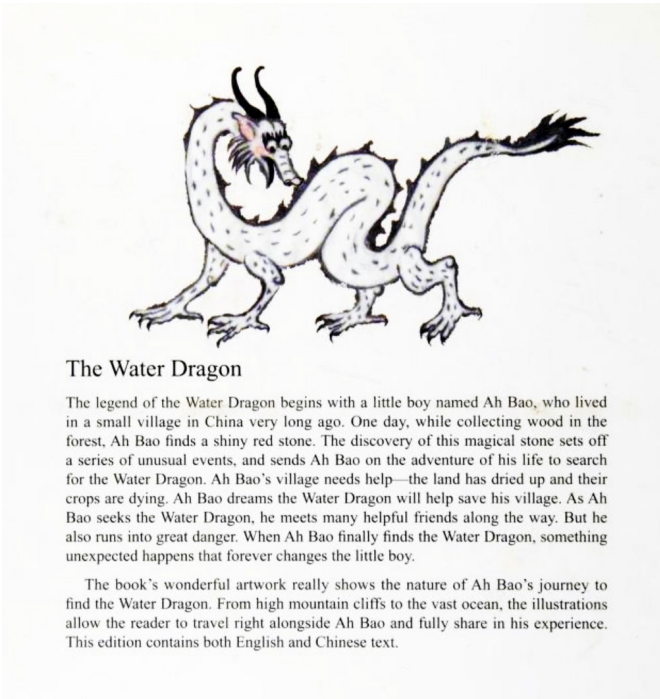 The Water Dragon
The legend of the Water Dragon begins with a little boy named Ah Bao, who lived
in a small village in China very long ago. One day, while collecting wood in the
forest, Ah Bao finds a shiny red stone. The discovery of this magical stone sets off
a series of unusual events, and sends Ah Bao on the adventure of his life to search
for the Water Dragon. Ah Bao's village needs help—the land has dried up and their
crops are dying. Ah Bao dreams the Water Dragon will help save his village. As Ah
Bao seeks the Water Dragon, he meets many helpful friends along the way. But he
also runs into great danger. When Ah Bao finally finds the Water Dragon, something
unexpected happens that forever changes the little boy.
The book's wonderful artwork really shows the nature of Ah Bao's journey to
find the Water Dragon. From high mountain cliffs to the vast ocean, the illustrations
allow the reader to travel right alongside Ah Bao and fully share in his experience.
This edition contains both English and Chinese text.